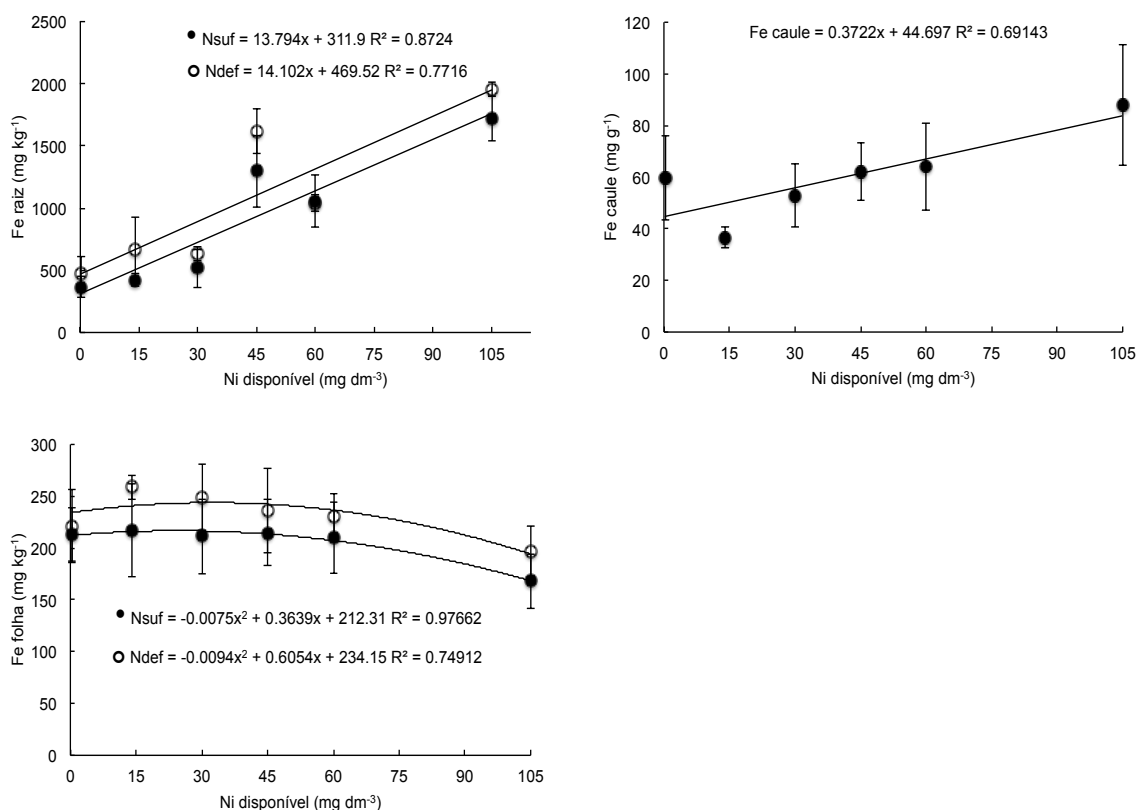 2500
2000
1500
1000
500
0
Fe raiz (mg kg⁻¹)
Nsuf = 13.794x + 311.9 R² = 0.8724
Ndef = 14.102x + 469.52 R² = 0.7716
0 15 30 45 60 75 90 105
Ni disponível (mg dm⁻³)
120
100
80
60
40
20
0
Fe caule (mg g⁻¹)
Fe caule = 0.3722x + 44.697 R² = 0.69143
0 15 30 45 60 75 90 105
Ni disponível (mg dm⁻³)
300
250
200
150
100
50
0
Fe folha (mg kg⁻¹)
Nsuf = -0.0075x² + 0.3639x + 212.31 R² = 0.97662
Ndef = -0.0094x² + 0.6054x + 234.15 R² = 0.74912
0 15 30 45 60 75 90 105
Ni disponível (mg dm⁻³)